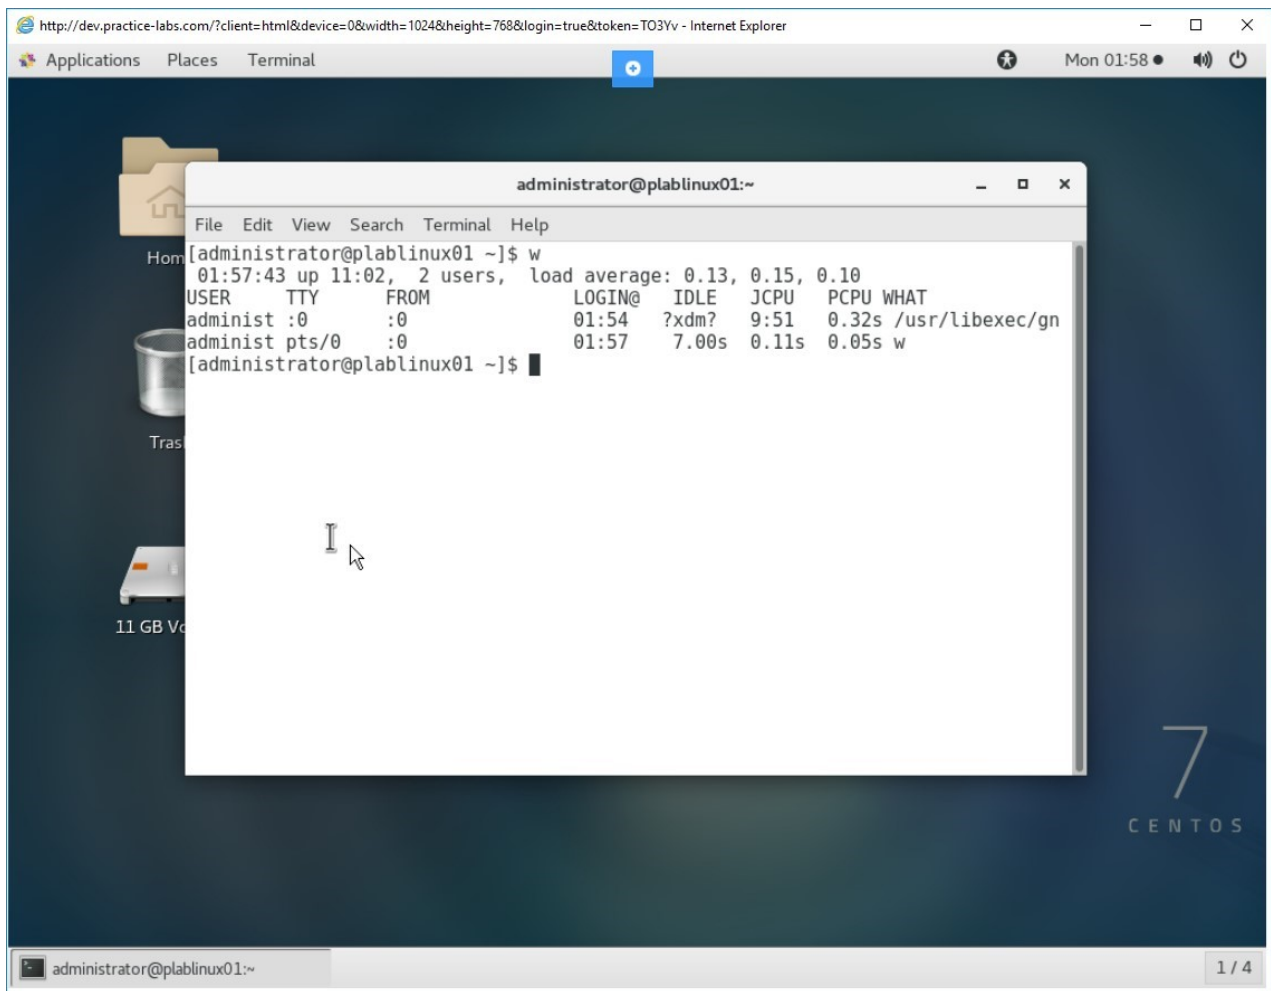 http://dev.practice-labs.com/?client=html&device=0&width=1024&height=768&login=true&token=TO3Yv - Internet Explorer
Applications Places Terminal Mon 01:58
administrator@plablinux01:~
File Edit View Search Terminal Help
Hom
[administrator@plablinux01 ~]$ w
01:57:43 up 11:02, 2 users, load average: 0.13, 0.15, 0.10
USER TTY FROM LOGIN@ IDLE JCPU PCPU WHAT
administ :0 :0 01:54 ?xdm? 9:51 0.32s /usr/libexec/gn
administ pts/0 :0 01:57 7.00s 0.11s 0.05s w
[administrator@plablinux01 ~]$
Tras
11 GB Vo
7
CENTOS
administrator@plablinux01:~
1 / 4